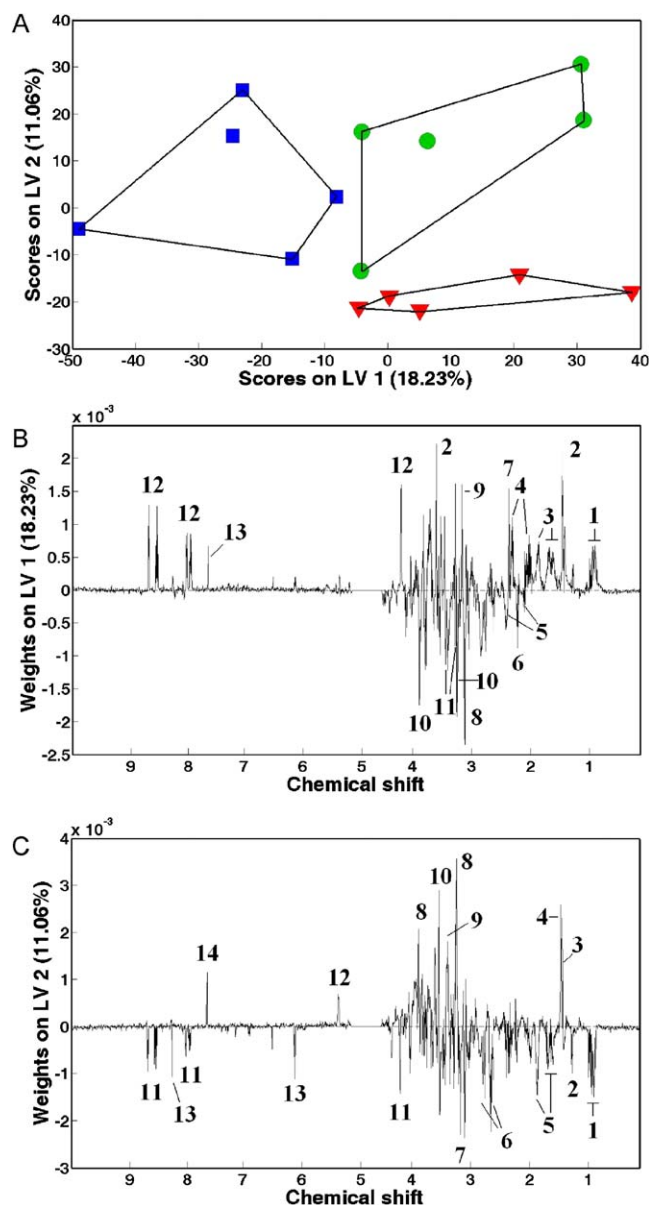 A
Scores on LV 2 (11.06%)
40
30
20
10
0
-10
-20
-30
-50 -40 -30 -20 -10 0 10 20 30 40
Scores on LV 1 (18.23%)
B
x 10⁻³
Weights on LV 1 (18.23%)
2
1.5
1
0.5
0
-0.5
-1
-1.5
-2
-2.5
12 12 13 12 2 9 7 4 3 2 1
10 11 10 8 6 5
9 8 7 6 5 4 3 2 1
Chemical shift
C
x 10⁻³
Weights on LV 2 (11.06%)
4
3
2
1
0
-1
-2
-3
14 12 8 10 9 8 4 3
11 13 11 13 11 7 6 5 2 1
9 8 7 6 5 4 3 2 1
Chemical shift